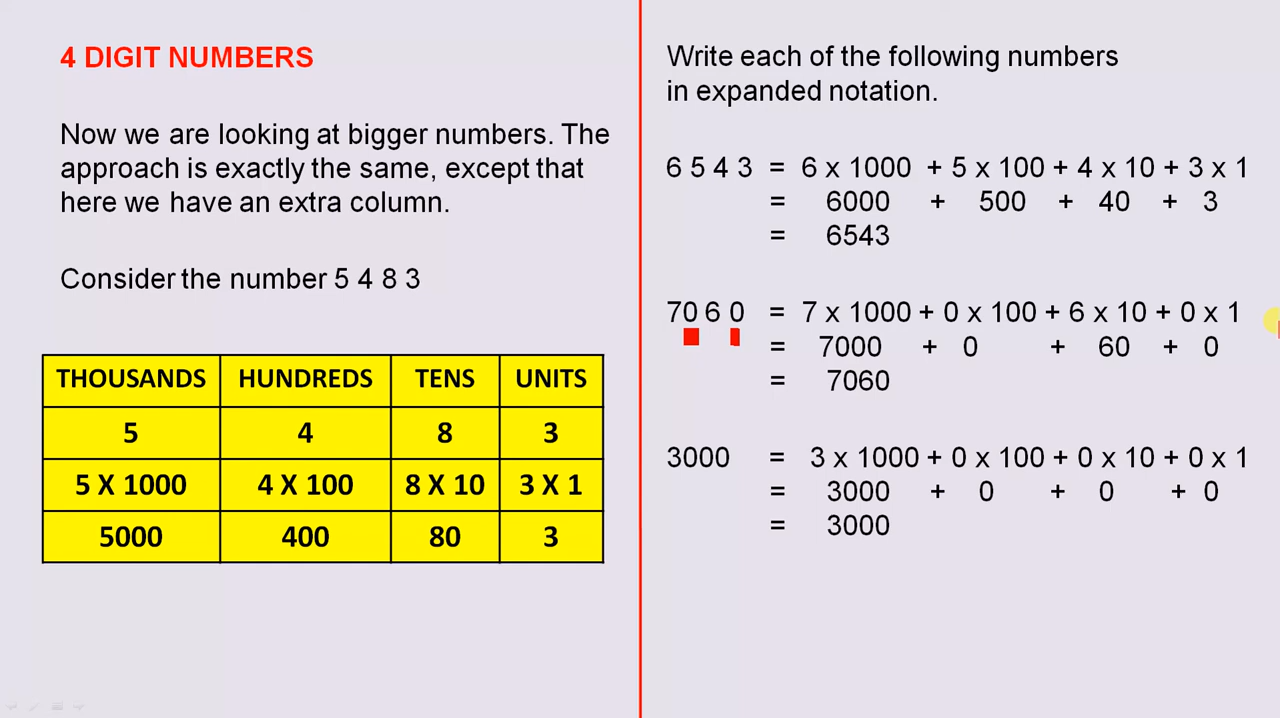 4 DIGIT NUMBERS
Now we are looking at bigger numbers. The
approach is exactly the same, except that
here we have an extra column.
Consider the number 5 4 8 3
THOUSANDS HUNDREDS TENS UNITS
5 4 8 3
5 X 1000 4 X 100 8 X 10 3 X 1
5000 400 80 3
Write each of the following numbers
in expanded notation.
6 5 4 3 = 6 x 1000 + 5 x 100 + 4 x 10 + 3 x 1
= 6000 + 500 + 40 + 3
= 6543
70 6 0 = 7 x 1000 + 0 x 100 + 6 x 10 + 0 x 1
= 7000 + 0 + 60 + 0
= 7060
3000 = 3 x 1000 + 0 x 100 + 0 x 10 + 0 x 1
= 3000 + 0 + 0 + 0
= 3000